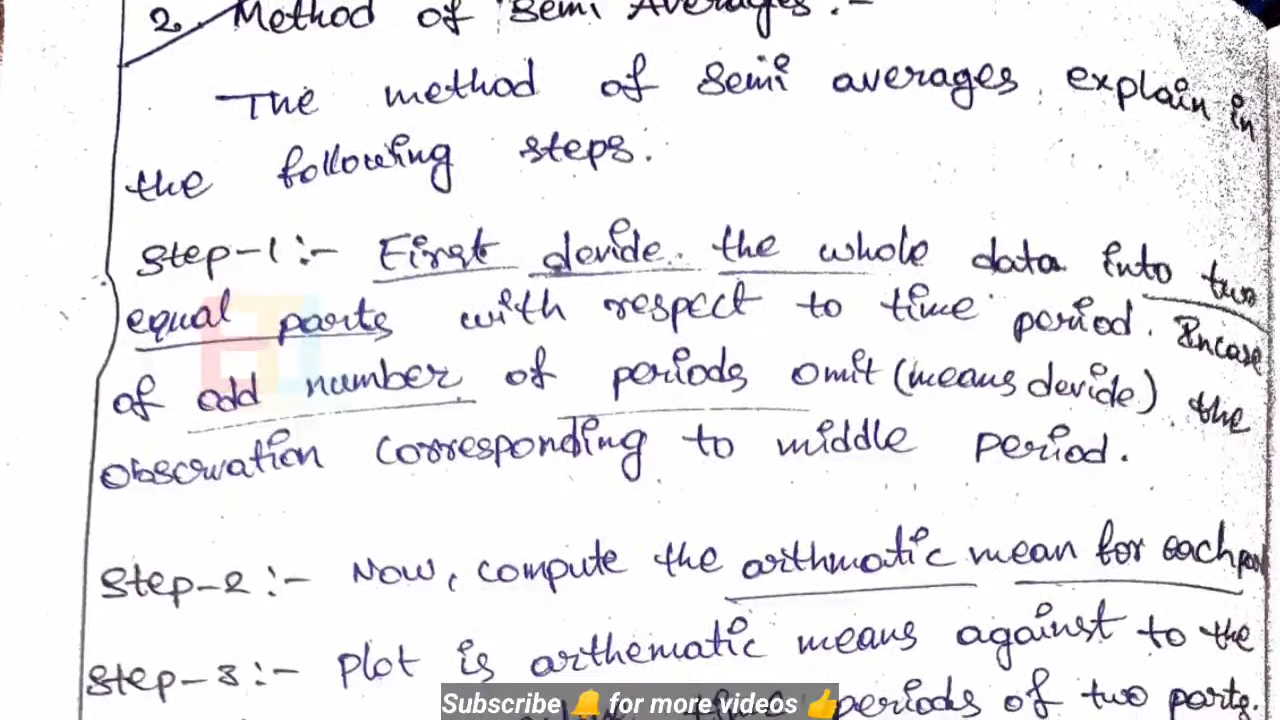 2. Method of Semi Averages :-
The method of Semi averages explain in
the following steps.
Step-1 :- First devide the whole data into two
equal parts with respect to time period. Incase
of odd number of periods omit (means devide) the
observation corresponding to middle period.
Step-2 :- Now, compute the arithmatic mean for each part
Step-3 :- Plot is arthematic means against to the
periods of two parts.
Subscribe 🔔 for more videos 👍